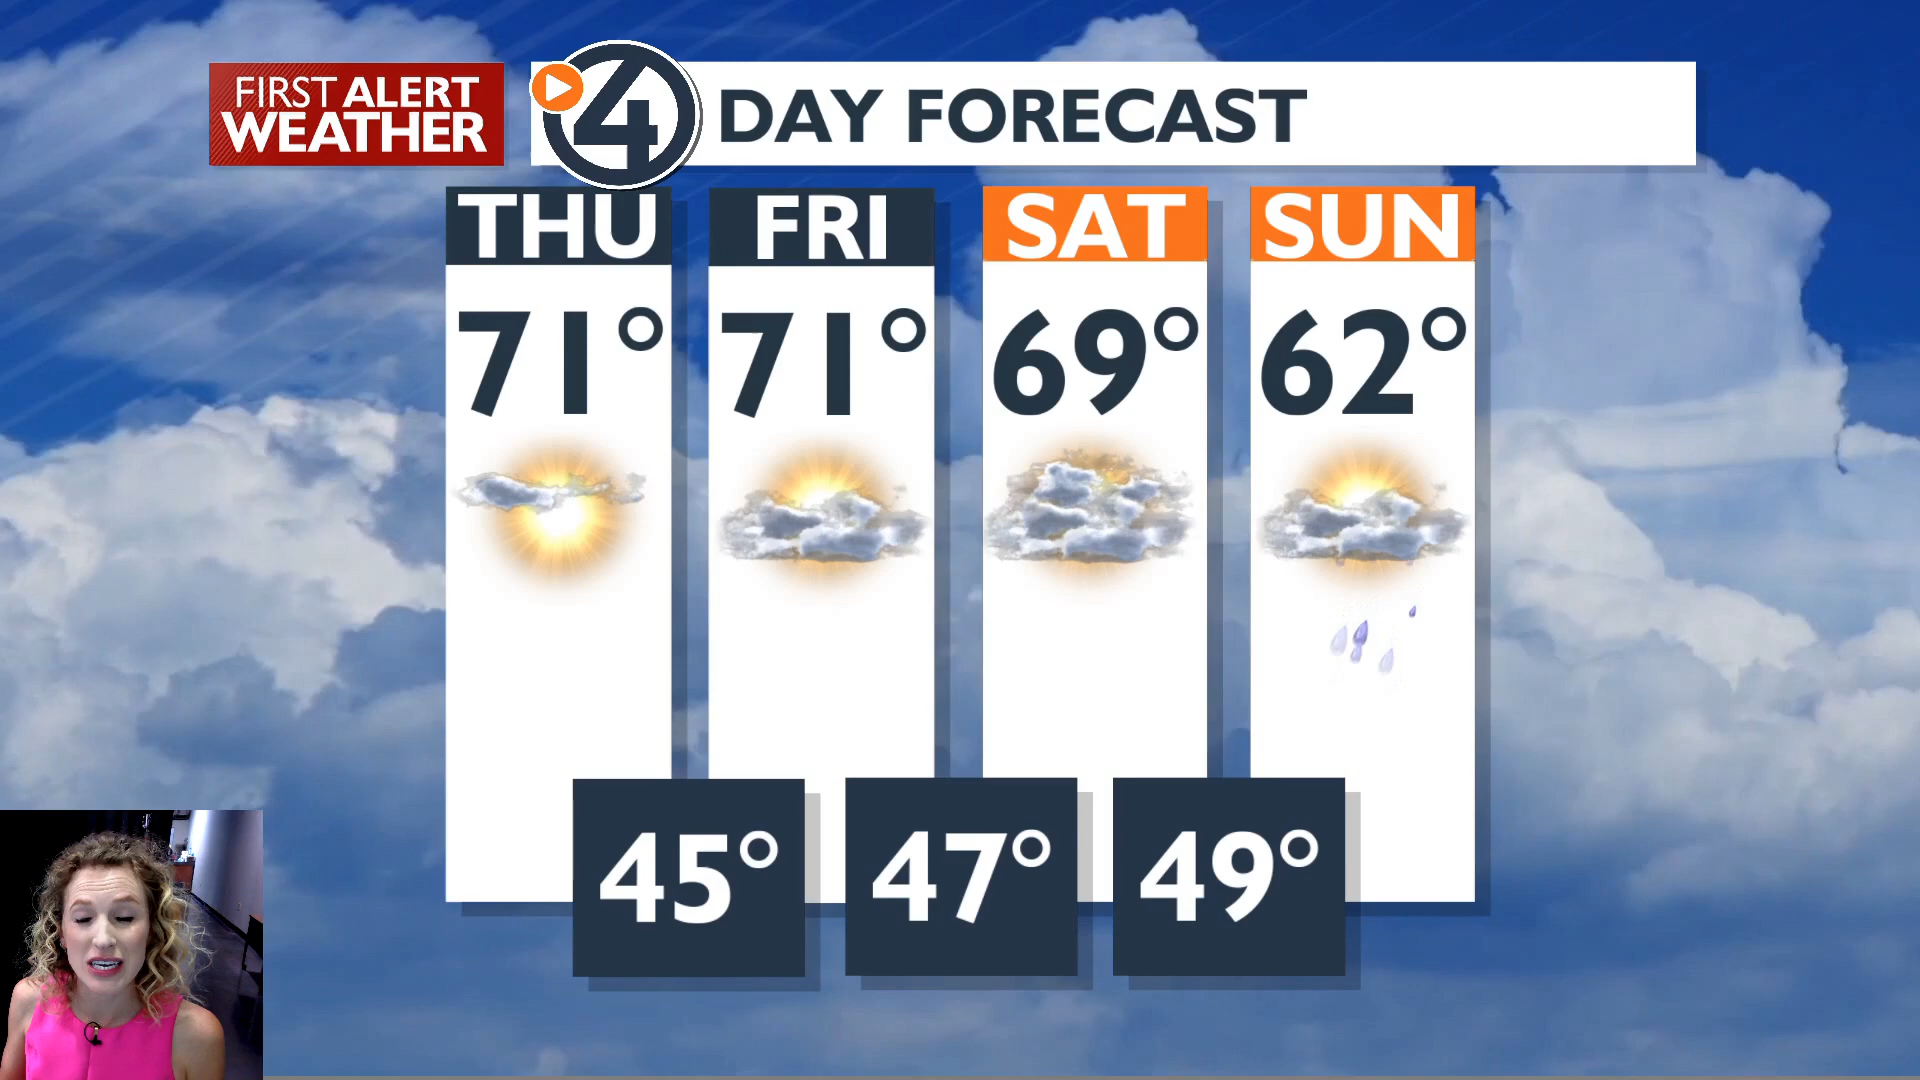 FIRST ALERT
WEATHER
4 DAY FORECAST
THU FRI SAT SUN
71° 71° 69° 62°
45° 47° 49°